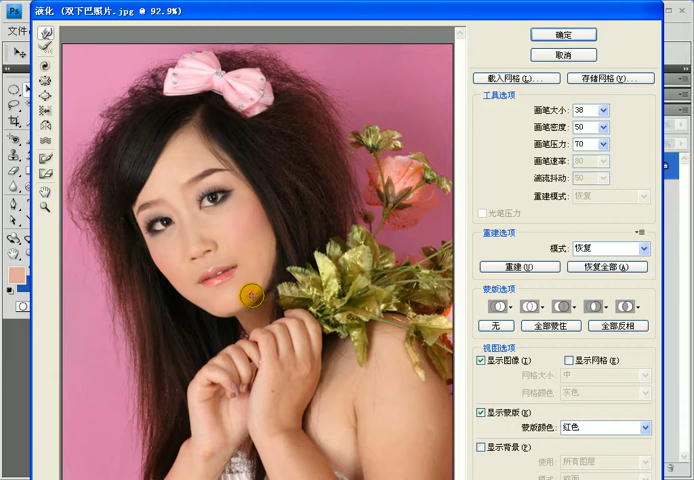 Ps
液化 (双下巴照片.jpg @ 92.9%)
文件
确定
取消
载入网格(L)...
存储网格(V)...
工具选项
画笔大小: 38
画笔密度: 50
画笔压力: 70
画笔速率: 80
湍流抖动: 50
重建模式: 恢复
光笔压力
重建选项
模式: 恢复
重建(U)
恢复全部(A)
蒙版选项
无
全部蒙住
全部反相
视图选项
显示图像(I)
显示网格(E)
网格大小: 中
网格颜色: 灰色
显示蒙版(K)
蒙版颜色: 红色
显示背景(P)
使用: 所有图层
模式: 前面